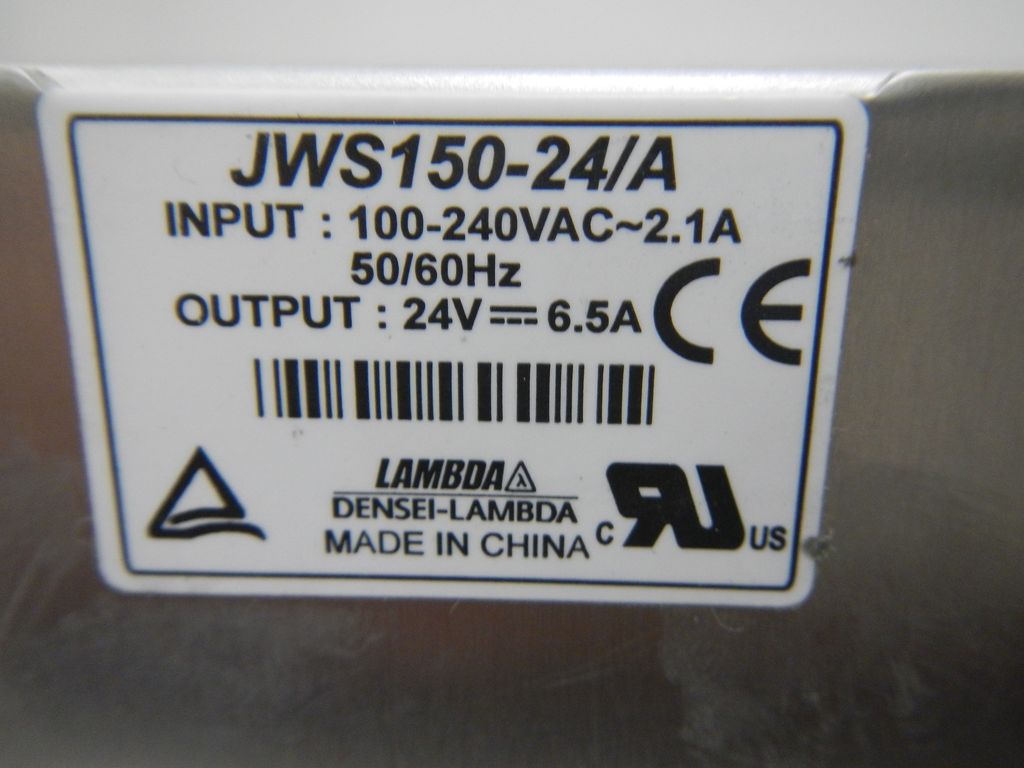 JWS150-24/A
INPUT : 100-240VAC~2.1A
50/60Hz
OUTPUT : 24V⎓6.5A
CE
LAMBDA
DENSEI-LAMBDA
MADE IN CHINA
C RU US